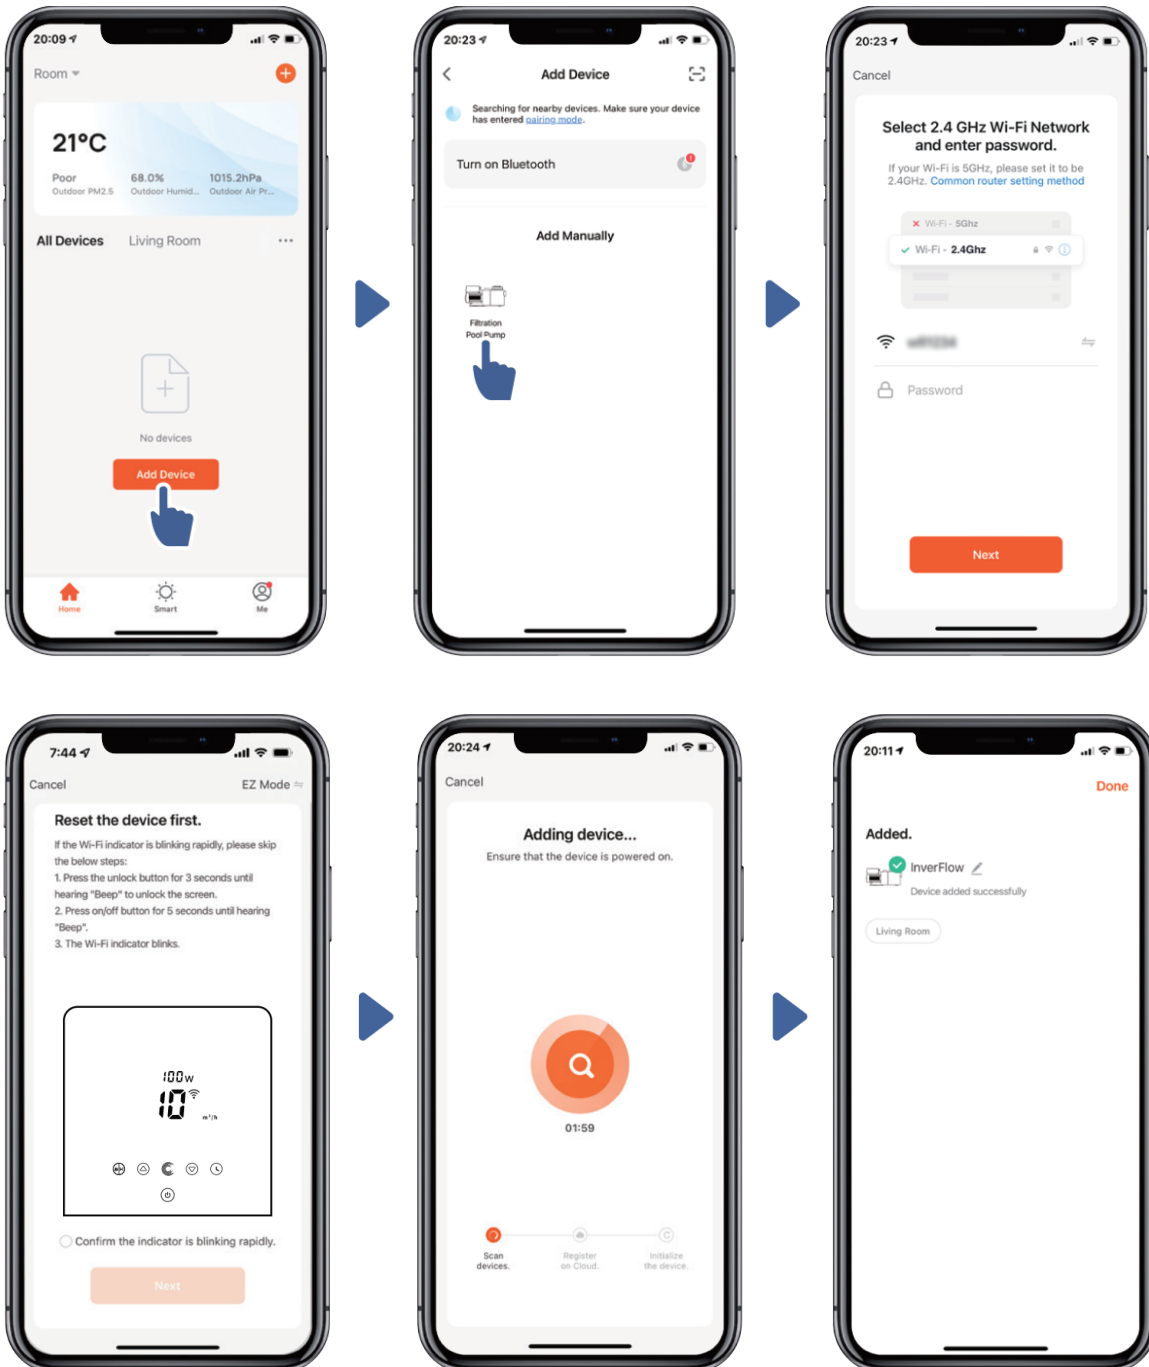 20:09
Room
21°C
Poor
68.0%
1015.2hPa
Outdoor PM2.5
Outdoor Humid...
Outdoor Air Pr...
All Devices
Living Room
No devices
Add Device
Home
Smart
Me
20:23
Add Device
Searching for nearby devices. Make sure your device
has entered pairing mode.
Turn on Bluetooth
Add Manually
Filtration
Pool Pump
20:23
Cancel
Select 2.4 GHz Wi-Fi Network
and enter password.
If your Wi-Fi is 5GHz, please set it to be
2.4GHz. Common router setting method
Wi-Fi - 5Ghz
Wi-Fi - 2.4Ghz
Password
Next
7:44
Cancel
EZ Mode
Reset the device first.
If the Wi-Fi indicator is blinking rapidly, please skip
the below steps:
1. Press the unlock button for 3 seconds until
hearing "Beep" to unlock the screen.
2. Press on/off button for 5 seconds until hearing
"Beep".
3. The Wi-Fi indicator blinks.
100w
10
m³/h
Confirm the indicator is blinking rapidly.
Next
20:24
Cancel
Adding device...
Ensure that the device is powered on.
01:59
Scan
devices.
Register
on Cloud.
Initialize
the device.
20:11
Done
Added.
InverFlow
Device added successfully
Living Room